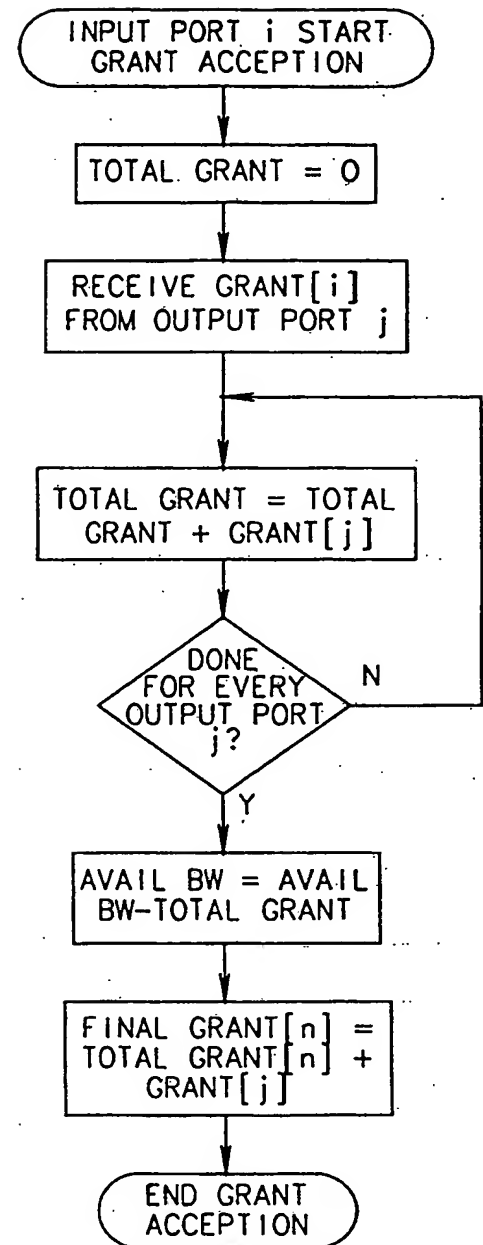 INPUT PORT i START
GRANT ACCEPTION
TOTAL GRANT = 0
RECEIVE GRANT[i]
FROM OUTPUT PORT j
TOTAL GRANT = TOTAL
GRANT + GRANT[j]
DONE
FOR EVERY
OUTPUT PORT
j?
N
Y
AVAIL BW = AVAIL
BW-TOTAL GRANT
FINAL GRANT[n] =
TOTAL GRANT[n] +
GRANT[j]
END GRANT
ACCEPTION